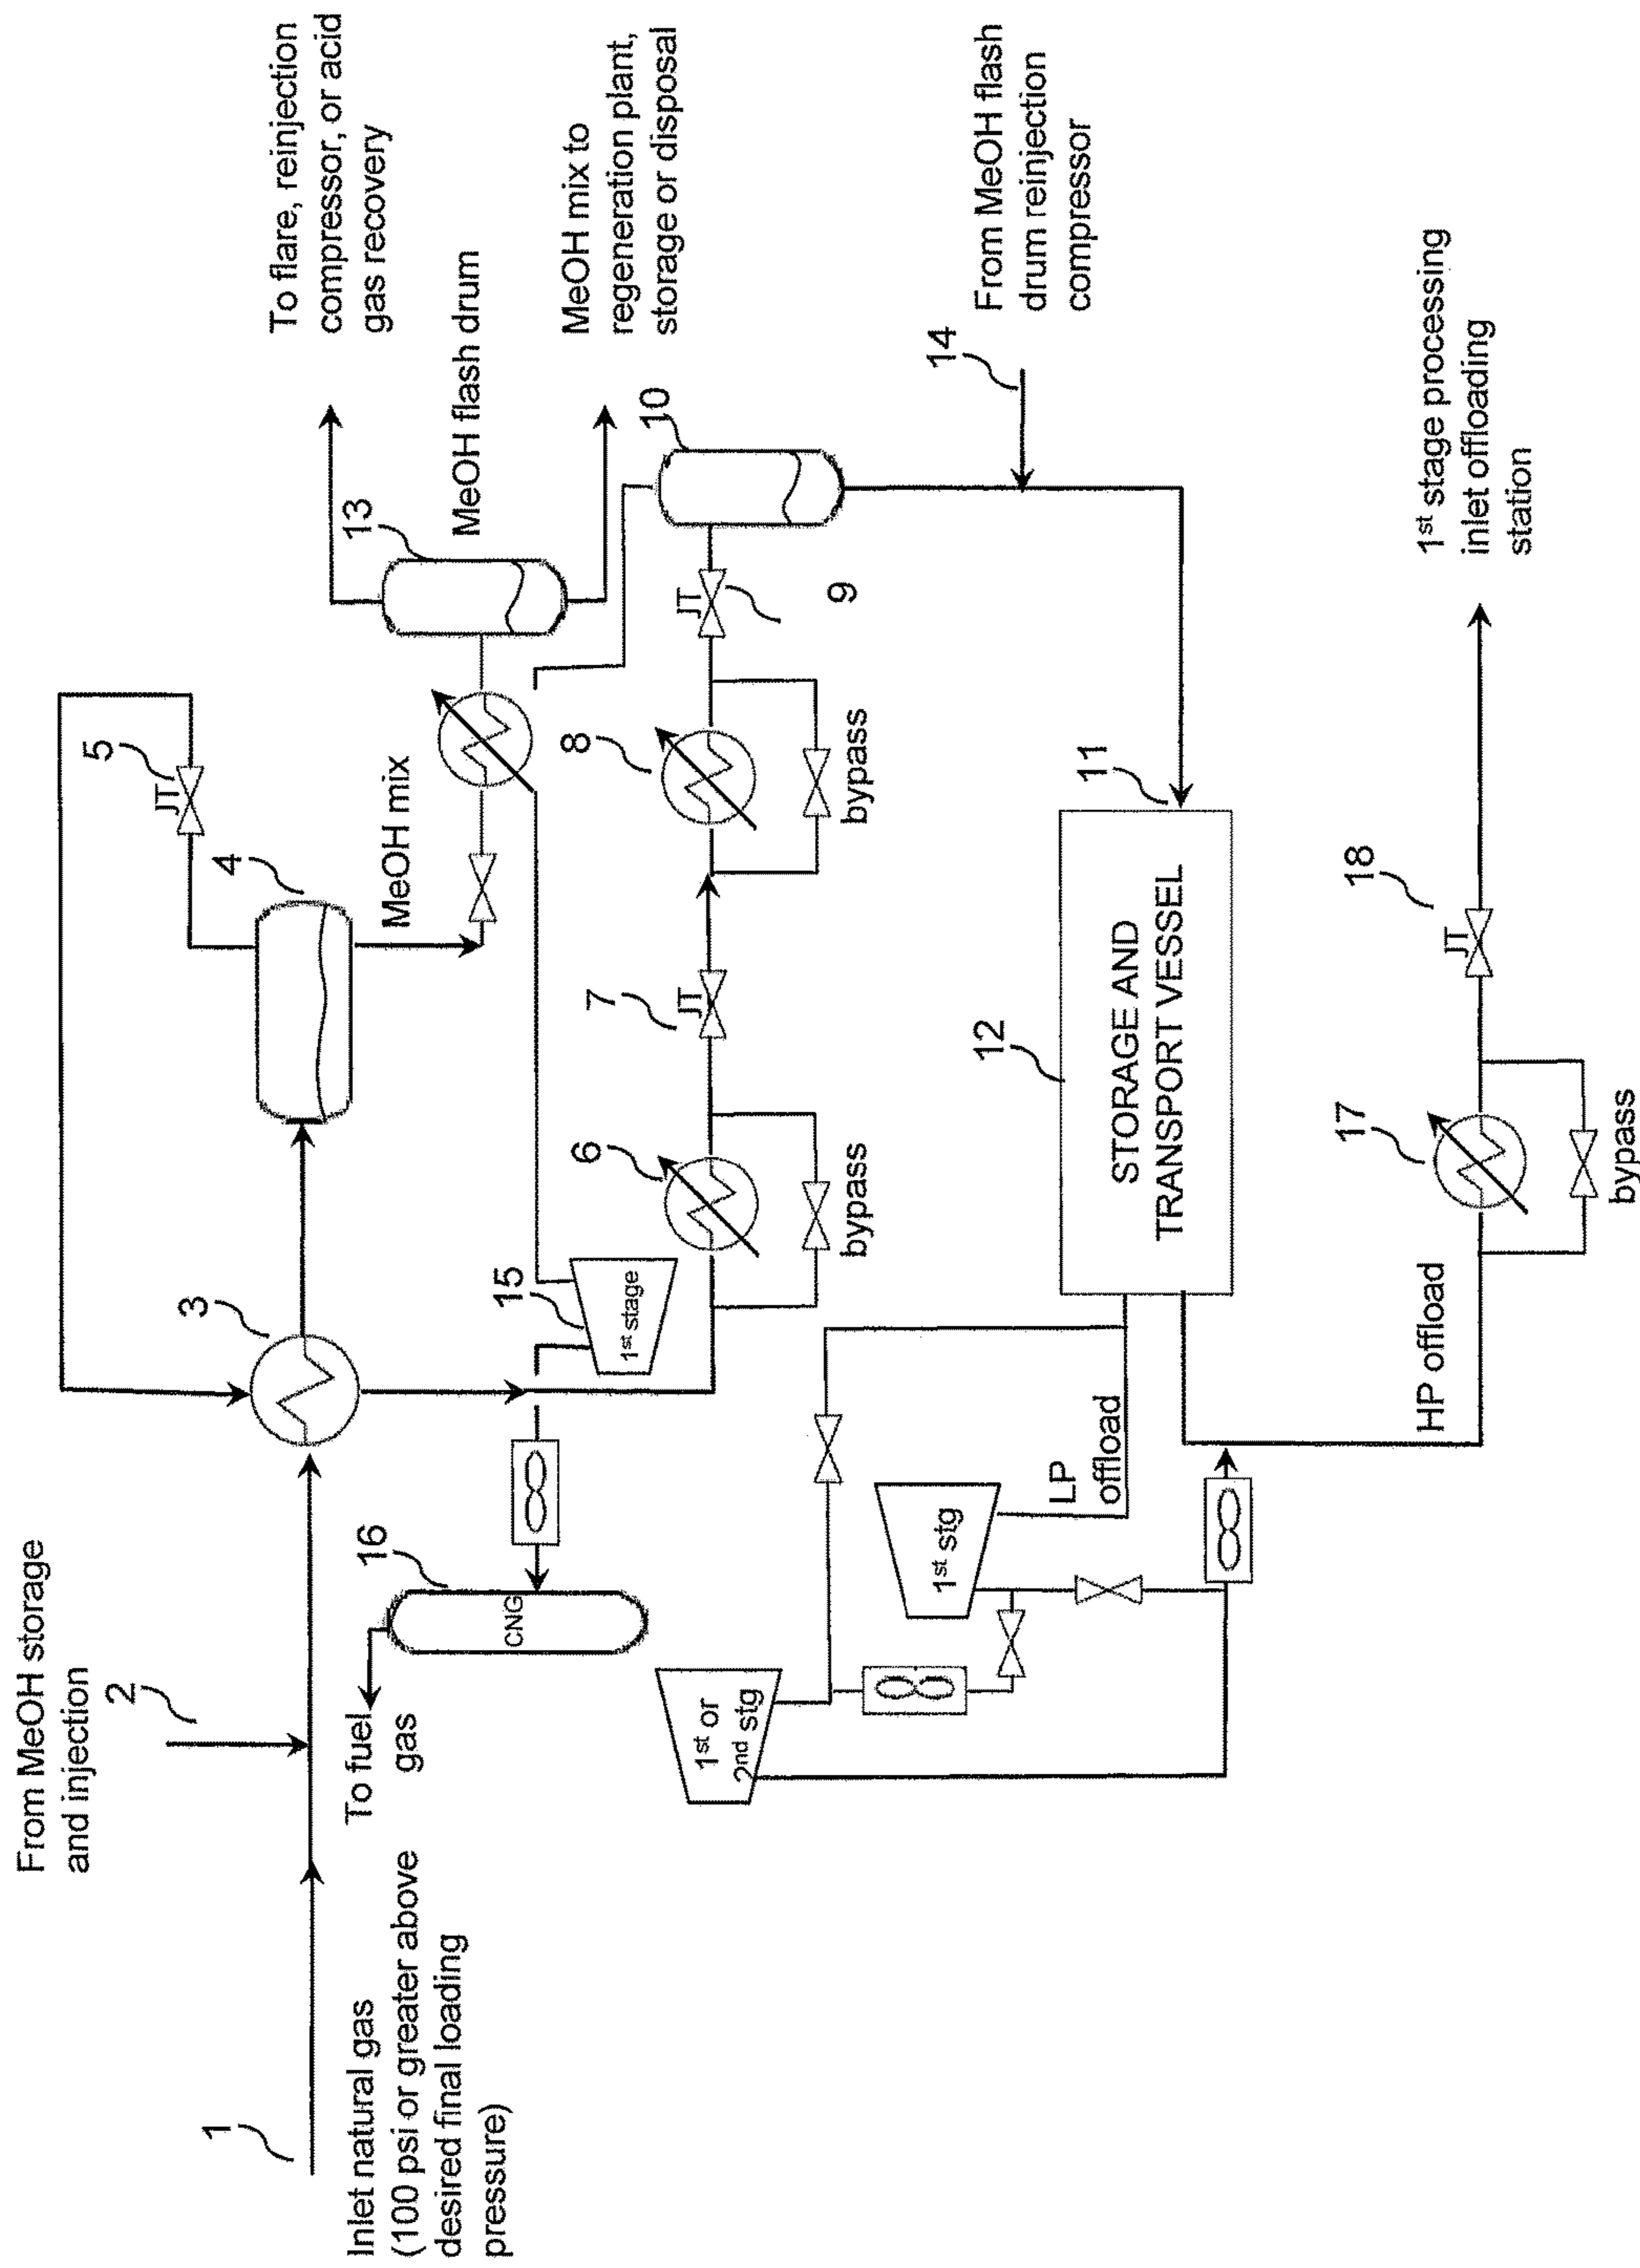 From MeOH storage
and injection
2
1
Inlet natural gas
(100 psi or greater above
desired final loading
pressure)
3
4
JT
5
MeOH mix
13
MeOH flash drum
To flare, reinjection
compressor, or acid
gas recovery
MeOH mix to
regeneration plant,
storage or disposal
To fuel
gas
16
CNG
15
1st stage
6
bypass
7
JT
8
bypass
JT
9
10
14
From MeOH flash
drum reinjection
compressor
11
12
STORAGE AND
TRANSPORT VESSEL
1st or
2nd stg
1st stg
LP
offload
HP offload
17
bypass
JT
18
1st stage processing
inlet offloading
station